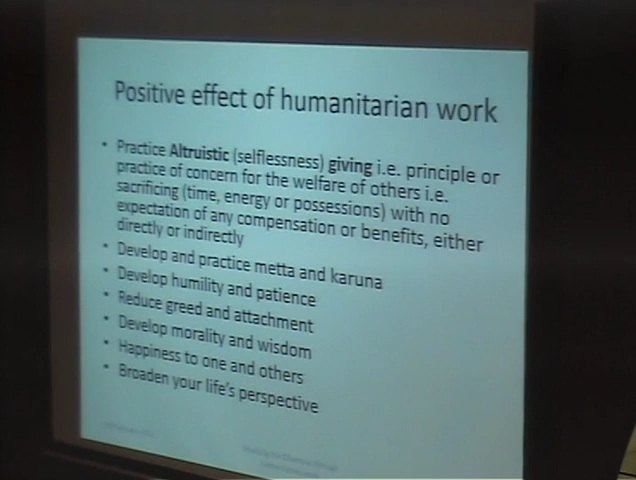 Positive effect of humanitarian work
• Practice Altruistic (selflessness) giving i.e. principle or
practice of concern for the welfare of others i.e.
sacrificing (time, energy or possessions) with no
expectation of any compensation or benefits, either
directly or indirectly
• Develop and practice metta and karuna
• Develop humility and patience
• Reduce greed and attachment
• Develop morality and wisdom
• Happiness to one and others
• Broaden your life's perspective